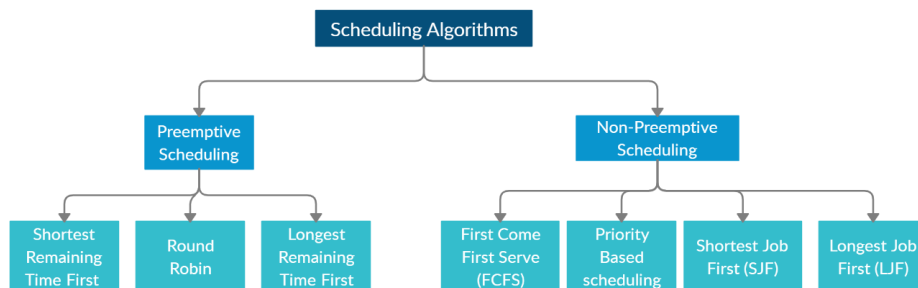 Scheduling Algorithms
Preemptive
Scheduling
Non-Preemptive
Scheduling
Shortest
Remaining
Time First
Round
Robin
Longest
Remaining
Time First
First Come
First Serve
(FCFS)
Priority
Based
scheduling
Shortest Job
First (SJF)
Longest Job
First (LJF)